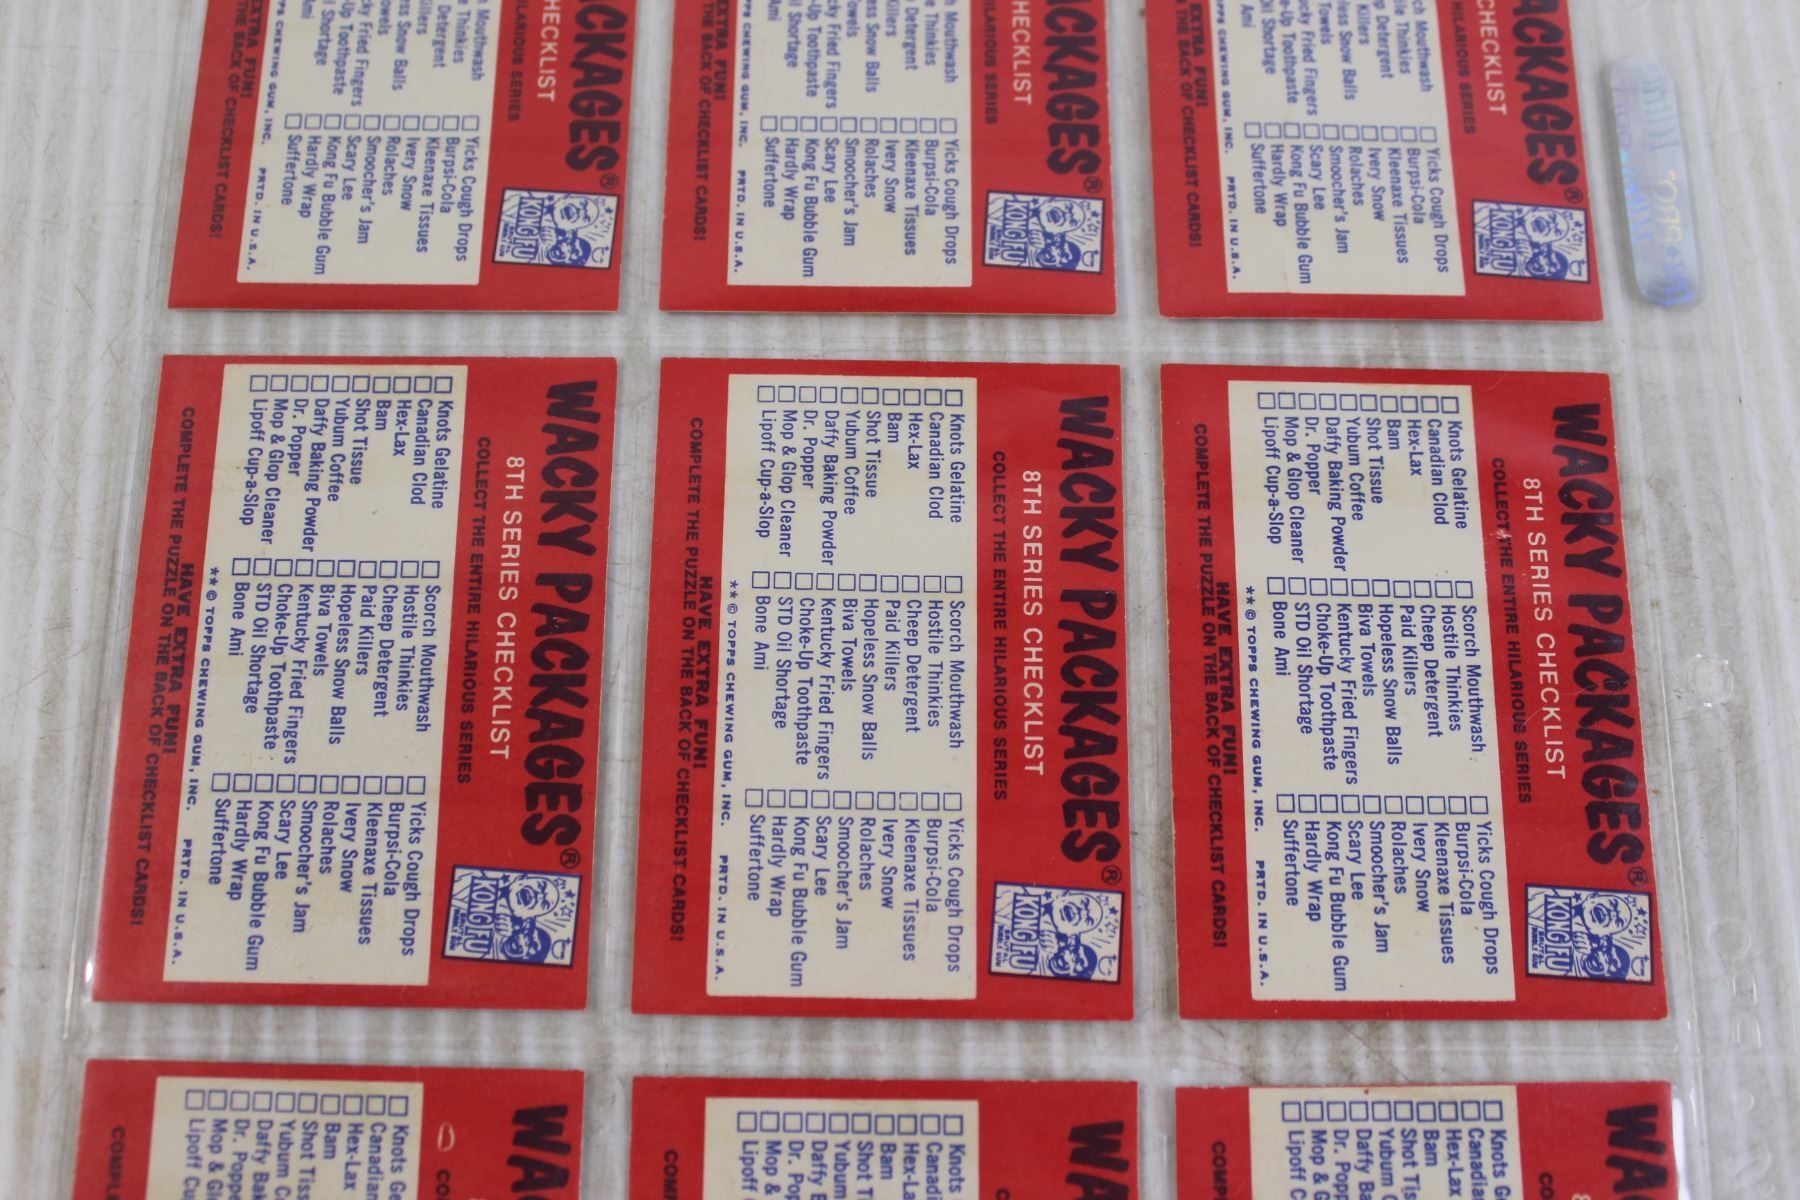 WACKY PACKAGES®
8TH SERIES CHECKLIST
COLLECT THE ENTIRE HILARIOUS SERIES
Knots Gelatine
Canadian Clod
Hex-Lax
Bam
Shot Tissue
Yubum Coffee
Daffy Baking Powder
Dr. Popper
Mop & Glop Cleaner
Lipoff Cup-a-Slop
Scorch Mouthwash
Hostile Thinkies
Cheep Detergent
Paid Killers
Hopeless Snow Balls
Biva Towels
Kentucky Fried Fingers
Choke-Up Toothpaste
STD Oil Shortage
Bone Ami
Yicks Cough Drops
Burpsi-Cola
Kleenaxe Tissues
Ivery Snow
Rolaches
Smoocher's Jam
Scary Lee
Kong Fu Bubble Gum
Hardly Wrap
Suffertone
KONG FU
BRUTAL
BUBBLE GUM
** © TOPPS CHEWING GUM, INC. PRTD. IN U.S.A.
HAVE EXTRA FUN!
COMPLETE THE PUZZLE ON THE BACK OF CHECKLIST CARDS!